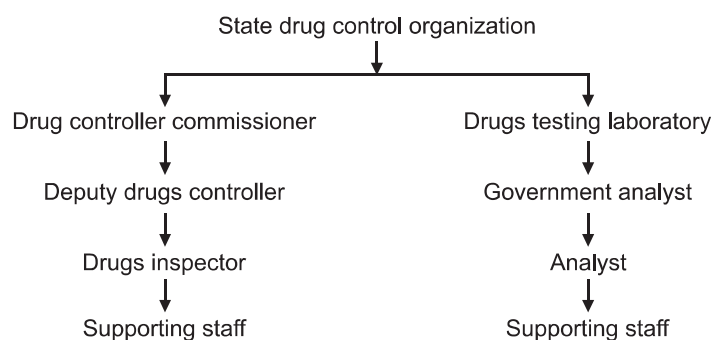 State drug control organization
Drug controller commissioner
Drugs testing laboratory
Deputy drugs controller
Government analyst
Drugs inspector
Analyst
Supporting staff
Supporting staff